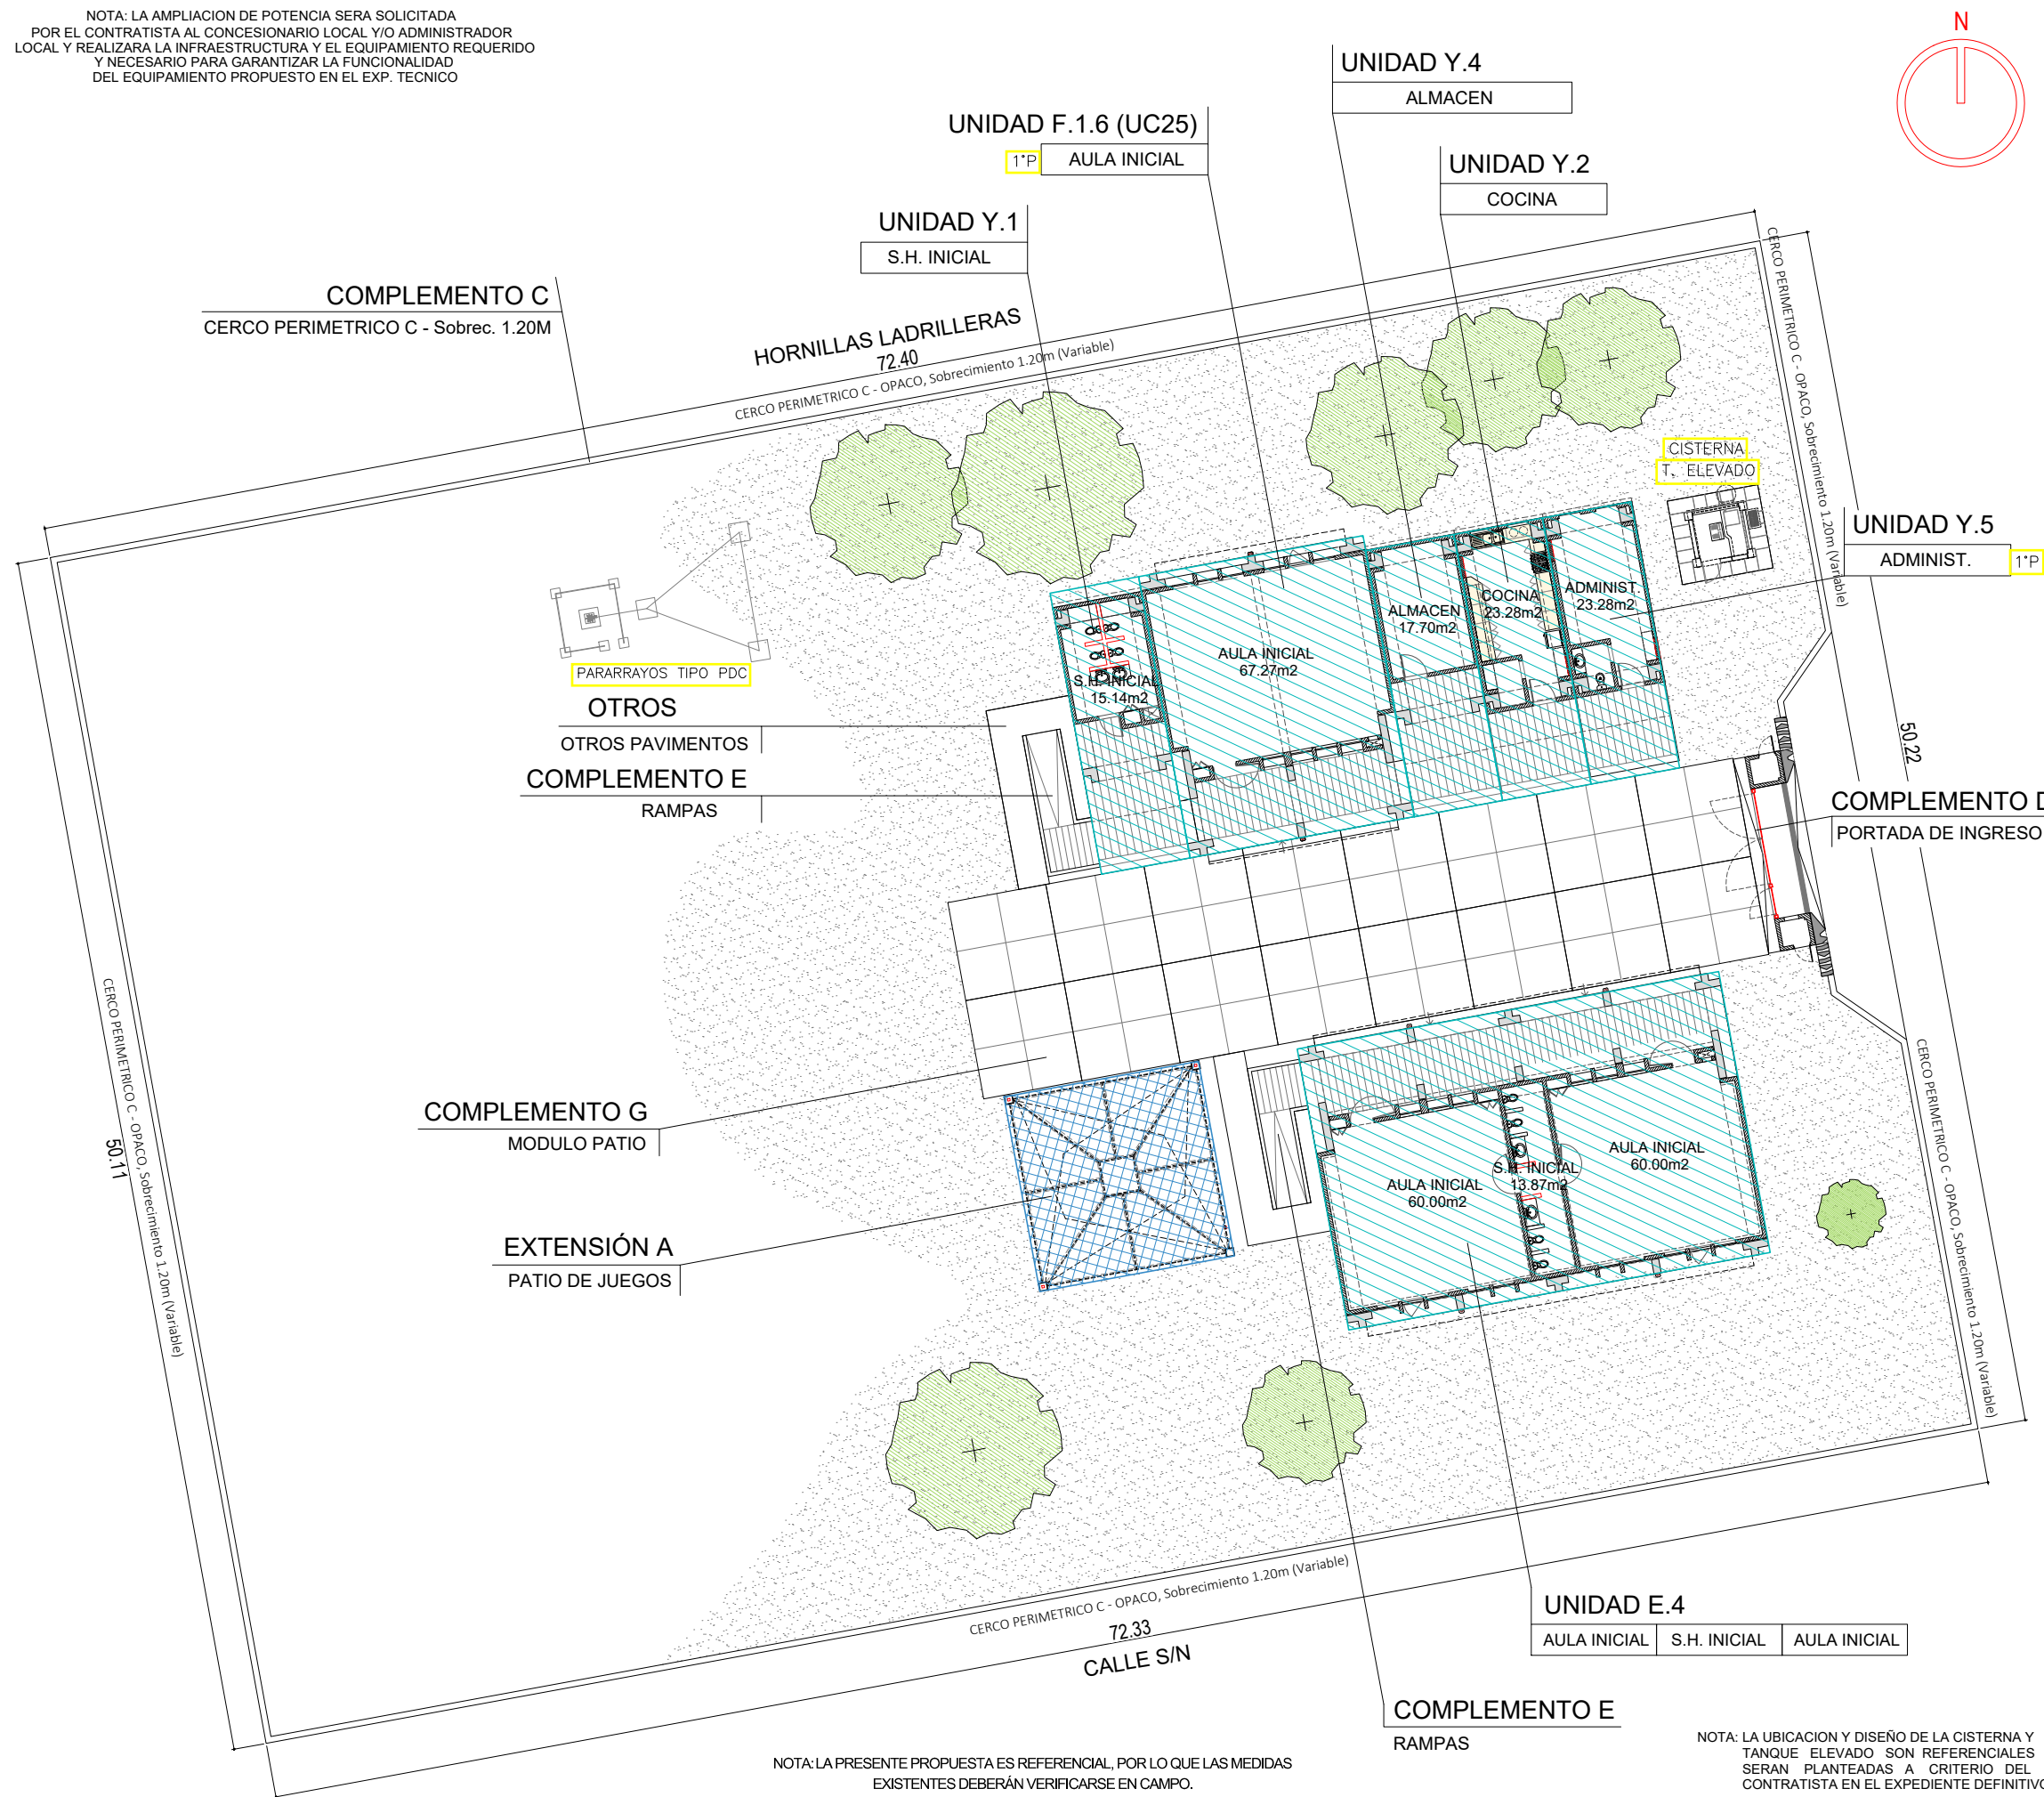 NOTA: LA AMPLIACION DE POTENCIA SERA SOLICITADA
POR EL CONTRATISTA AL CONCESIONARIO LOCAL Y/O ADMINISTRADOR
LOCAL Y REALIZARA LA INFRAESTRUCTURA Y EL EQUIPAMIENTO REQUERIDO
Y NECESARIO PARA GARANTIZAR LA FUNCIONALIDAD
DEL EQUIPAMIENTO PROPUESTO EN EL EXP. TECNICO
N
UNIDAD Y.4
ALMACEN
UNIDAD F.1.6 (UC25)
1°P
AULA INICIAL
UNIDAD Y.2
COCINA
UNIDAD Y.1
S.H. INICIAL
COMPLEMENTO C
CERCO PERIMETRICO C - Sobrec. 1.20M
HORNILLAS LADRILLERAS
72.40
CERCO PERIMETRICO C - OPACO, Sobrecimiento 1.20m (Variable)
CERCO PERIMETRICO C - OPACO, Sobrecimiento 1.20m (Variable)
CISTERNA
T. ELEVADO
UNIDAD Y.5
ADMINIST.
1°P
ADMINIST.
23.28m2
COCINA
23.28m2
ALMACEN
17.70m2
AULA INICIAL
67.27m2
S.H. INICIAL
15.14m2
PARARRAYOS TIPO PDC
OTROS
OTROS PAVIMENTOS
COMPLEMENTO E
RAMPAS
50.22
COMPLEMENTO D
PORTADA DE INGRESO
CERCO PERIMETRICO C - OPACO, Sobrecimiento 1.20m (Variable)
50.11
COMPLEMENTO G
MODULO PATIO
AULA INICIAL
60.00m2
S.H. INICIAL
13.87m2
AULA INICIAL
60.00m2
CERCO PERIMETRICO C - OPACO, Sobrecimiento 1.20m (Variable)
EXTENSIÓN A
PATIO DE JUEGOS
CERCO PERIMETRICO C - OPACO, Sobrecimiento 1.20m (Variable)
72.33
CALLE S/N
UNIDAD E.4
AULA INICIAL S.H. INICIAL AULA INICIAL
COMPLEMENTO E
RAMPAS
NOTA: LA PRESENTE PROPUESTA ES REFERENCIAL, POR LO QUE LAS MEDIDAS
EXISTENTES DEBERÁN VERIFICARSE EN CAMPO.
NOTA: LA UBICACION Y DISEÑO DE LA CISTERNA Y
TANQUE ELEVADO SON REFERENCIALES
SERAN PLANTEADAS A CRITERIO DEL
CONTRATISTA EN EL EXPEDIENTE DEFINITIVO